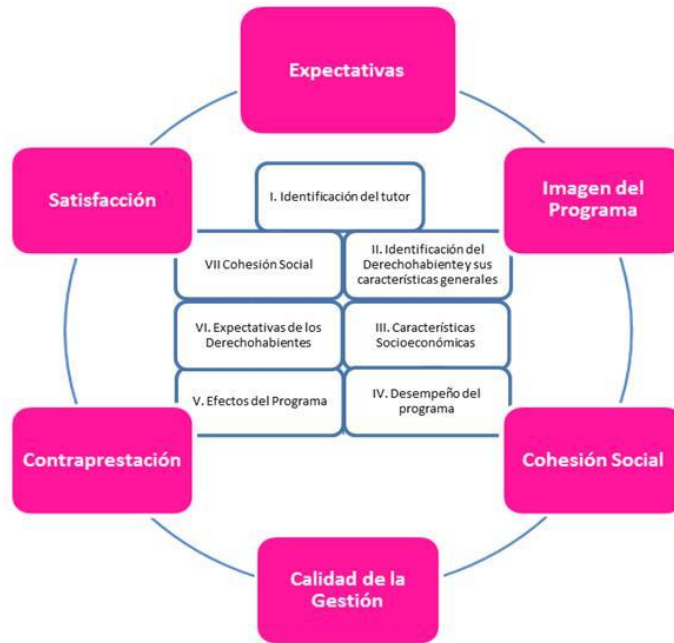 Expectativas
Satisfacción
Imagen del
Programa
I. Identificación del tutor
VII Cohesión Social
II. Identificación del
Derechohabiente y sus
características generales
VI. Expectativas de los
Derechohabientes
III. Características
Socioeconómicas
V. Efectos del Programa
IV. Desempeño del
programa
Contraprestación
Cohesión Social
Calidad de la
Gestión